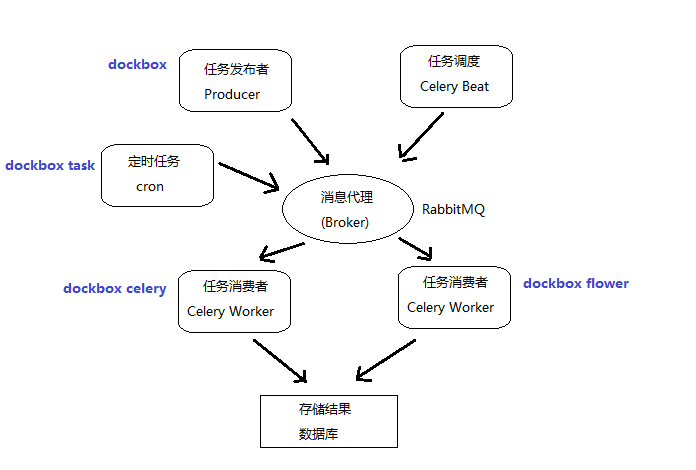 dockbox
任务发布者
Producer
任务调度
Celery Beat
dockbox task
定时任务
cron
消息代理
(Broker)
RabbitMQ
dockbox celery
任务消费者
Celery Worker
任务消费者
Celery Worker
dockbox flower
存储结果
数据库